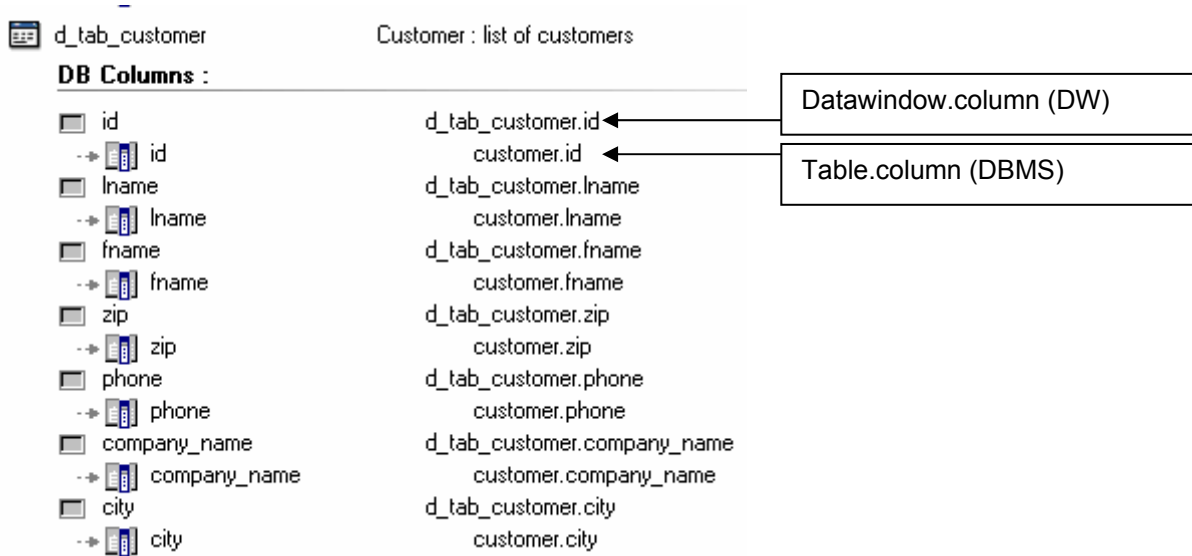 d_tab_customer Customer : list of customers
DB Columns :
id d_tab_customer.id
Datawindow.column (DW)
id customer.id
Table.column (DBMS)
lname d_tab_customer.lname
lname customer.lname
fname d_tab_customer.fname
fname customer.fname
zip d_tab_customer.zip
zip customer.zip
phone d_tab_customer.phone
phone customer.phone
company_name d_tab_customer.company_name
company_name customer.company_name
city d_tab_customer.city
city customer.city